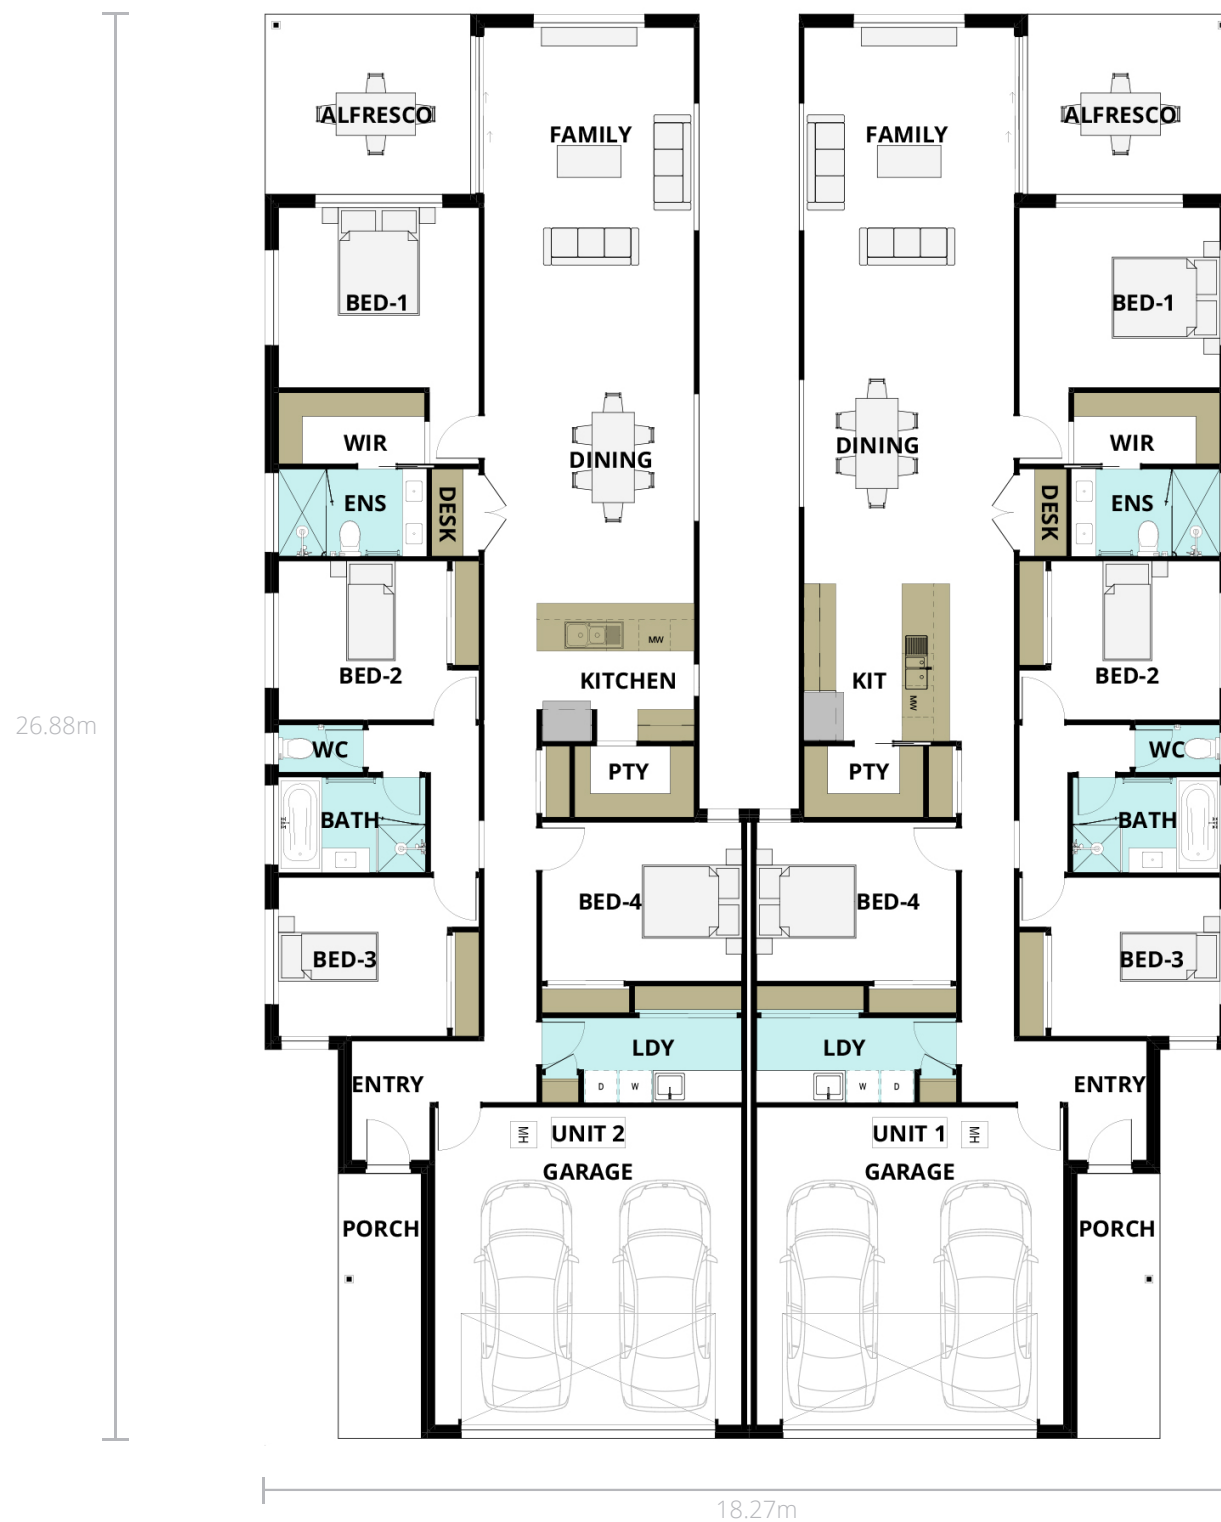 ALFRESCO
FAMILY
FAMILY
ALFRESCO
BED-1
BED-1
WIR
DINING
DINING
WIR
ENS
DESK
DESK
ENS
MW
BED-2
KITCHEN
KIT
MW
BED-2
26.88m
WC
PTY
PTY
WC
BATH
BATH
BED-4
BED-4
BED-3
BED-3
LDY
LDY
D
W
W
D
ENTRY
ENTRY
MH
UNIT 2
UNIT 1
MH
GARAGE
GARAGE
PORCH
PORCH
18.27m